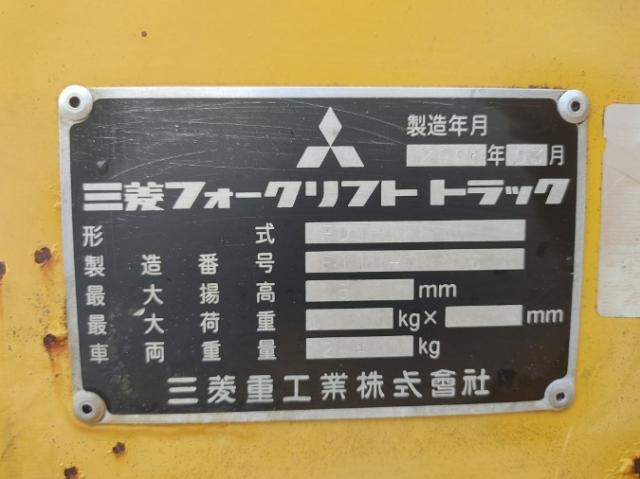 製造年月
年 月
三菱フォークリフト トラック
形式
製造番号
最大揚高 mm
最大荷重 kg× mm
車両重量 kg
三菱重工業株式會社